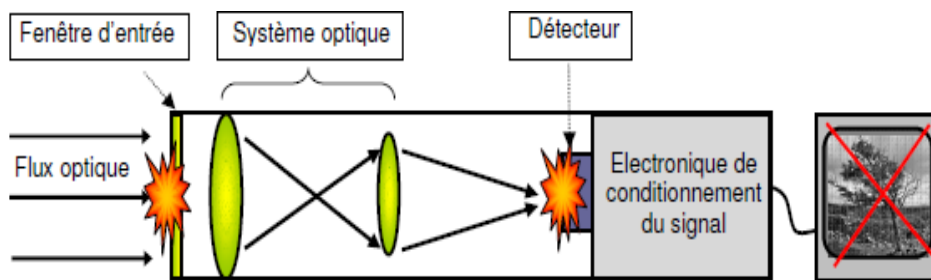 Fenêtre d'entrée
Système optique
Détecteur
Flux optique
Electronique de
conditionnement
du signal